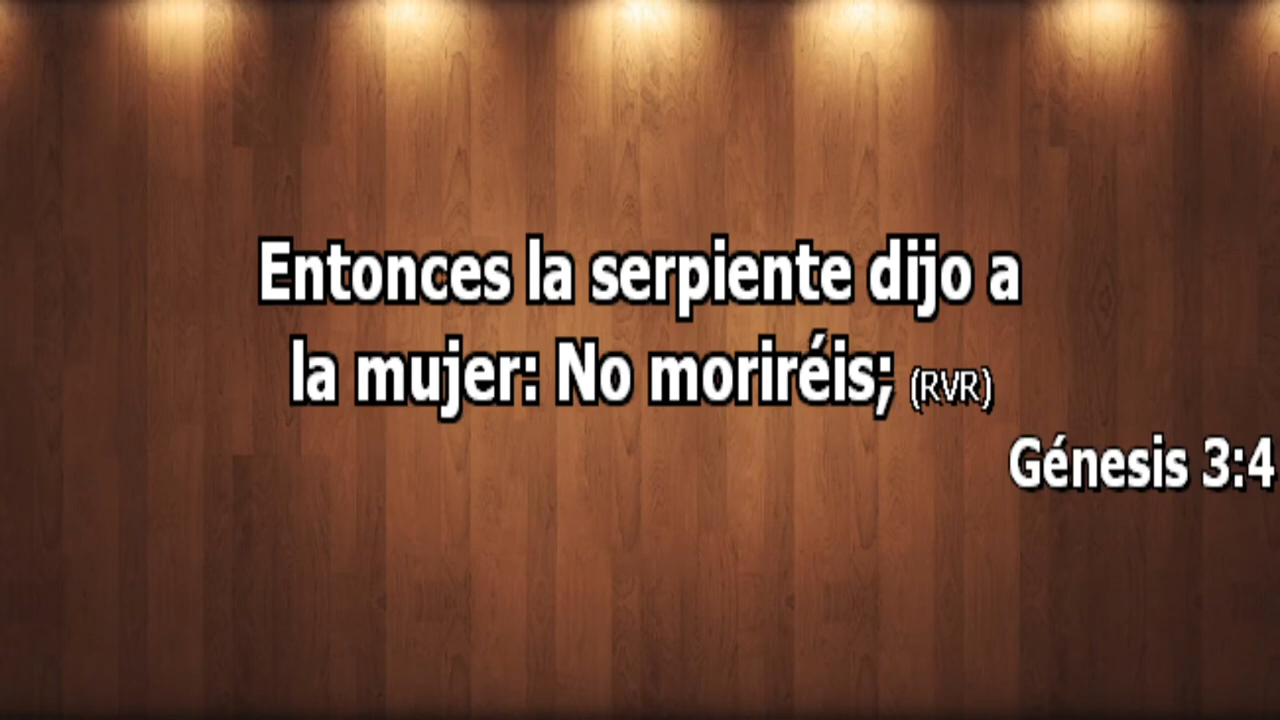 Entonces la serpiente dijo a
la mujer: No moriréis; (RVR)
Génesis 3:4